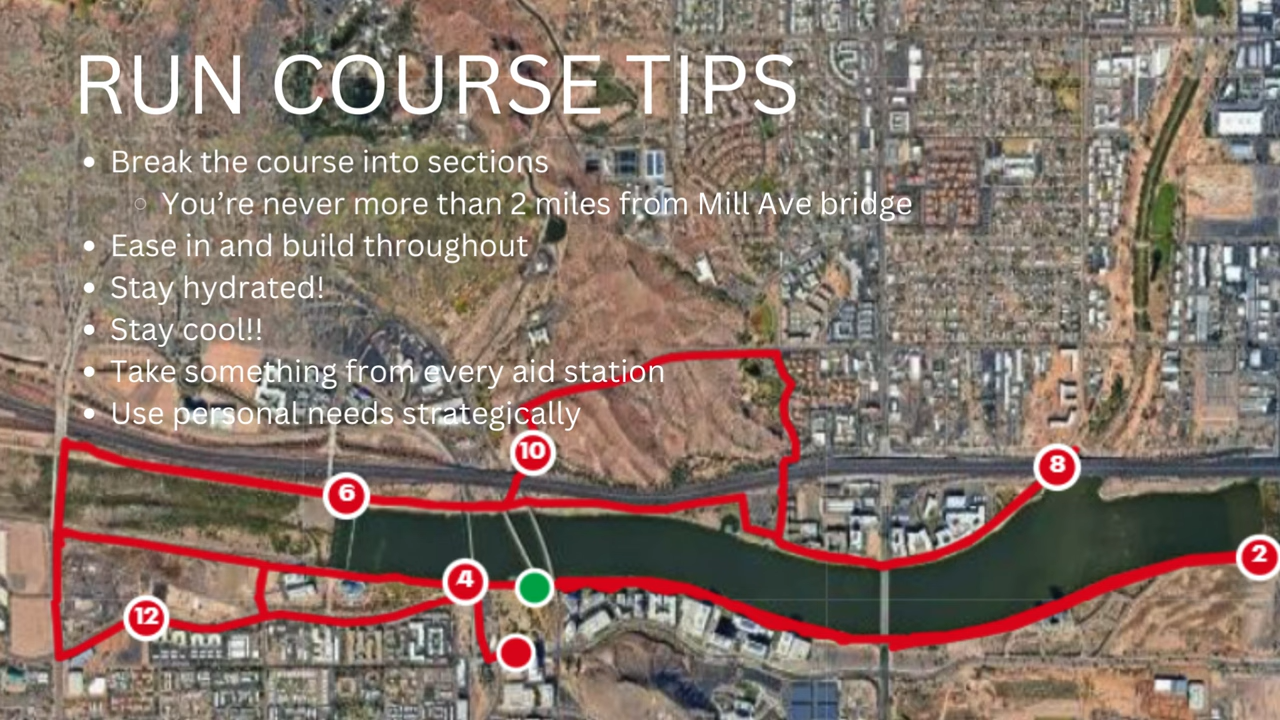 RUN COURSE TIPS
• Break the course into sections
○ You’re never more than 2 miles from Mill Ave bridge
• Ease in and build throughout
• Stay hydrated!
• Stay cool!!
• Take something from every aid station
• Use personal needs strategically
10
8
6
4
2
12